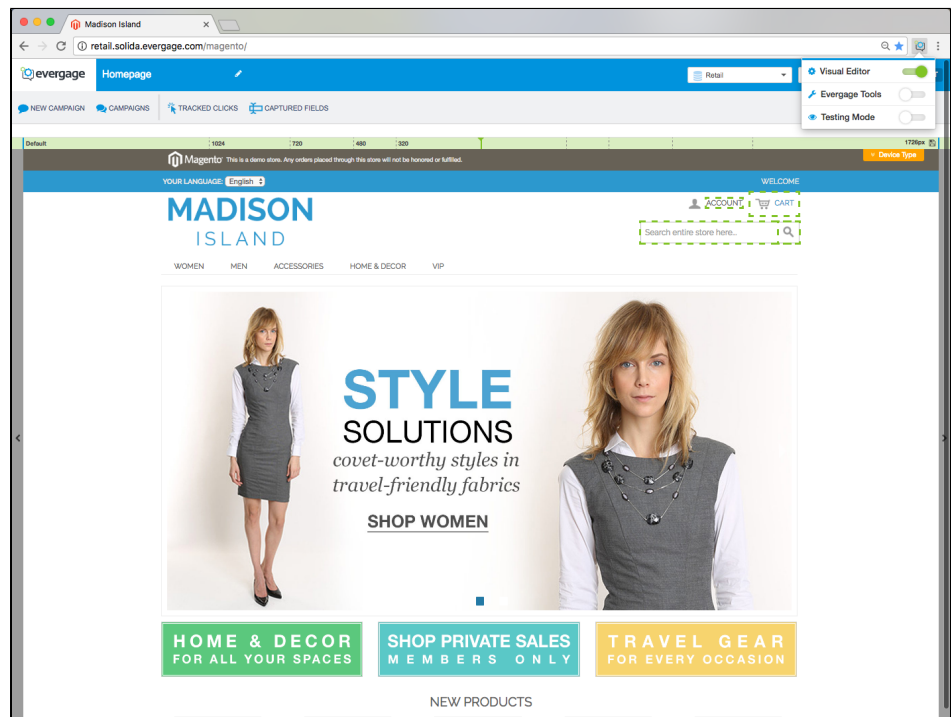 Madison Island
retail.solida.evergage.com/magento/
evergage Homepage Retail
Visual Editor
Evergage Tools
Testing Mode
NEW CAMPAIGN CAMPAIGNS TRACKED CLICKS CAPTURED FIELDS
Default 1024 720 480 320 1726px
Magento This is a demo store. Any orders placed through this store will not be honored or fulfilled.
Device Type
YOUR LANGUAGE: English WELCOME
MADISON
ISLAND
ACCOUNT CART
Search entire store here...
WOMEN MEN ACCESSORIES HOME & DECOR VIP
STYLE
SOLUTIONS
covet-worthy styles in
travel-friendly fabrics
SHOP WOMEN
HOME & DECOR
FOR ALL YOUR SPACES
SHOP PRIVATE SALES
MEMBERS ONLY
TRAVEL GEAR
FOR EVERY OCCASION
NEW PRODUCTS